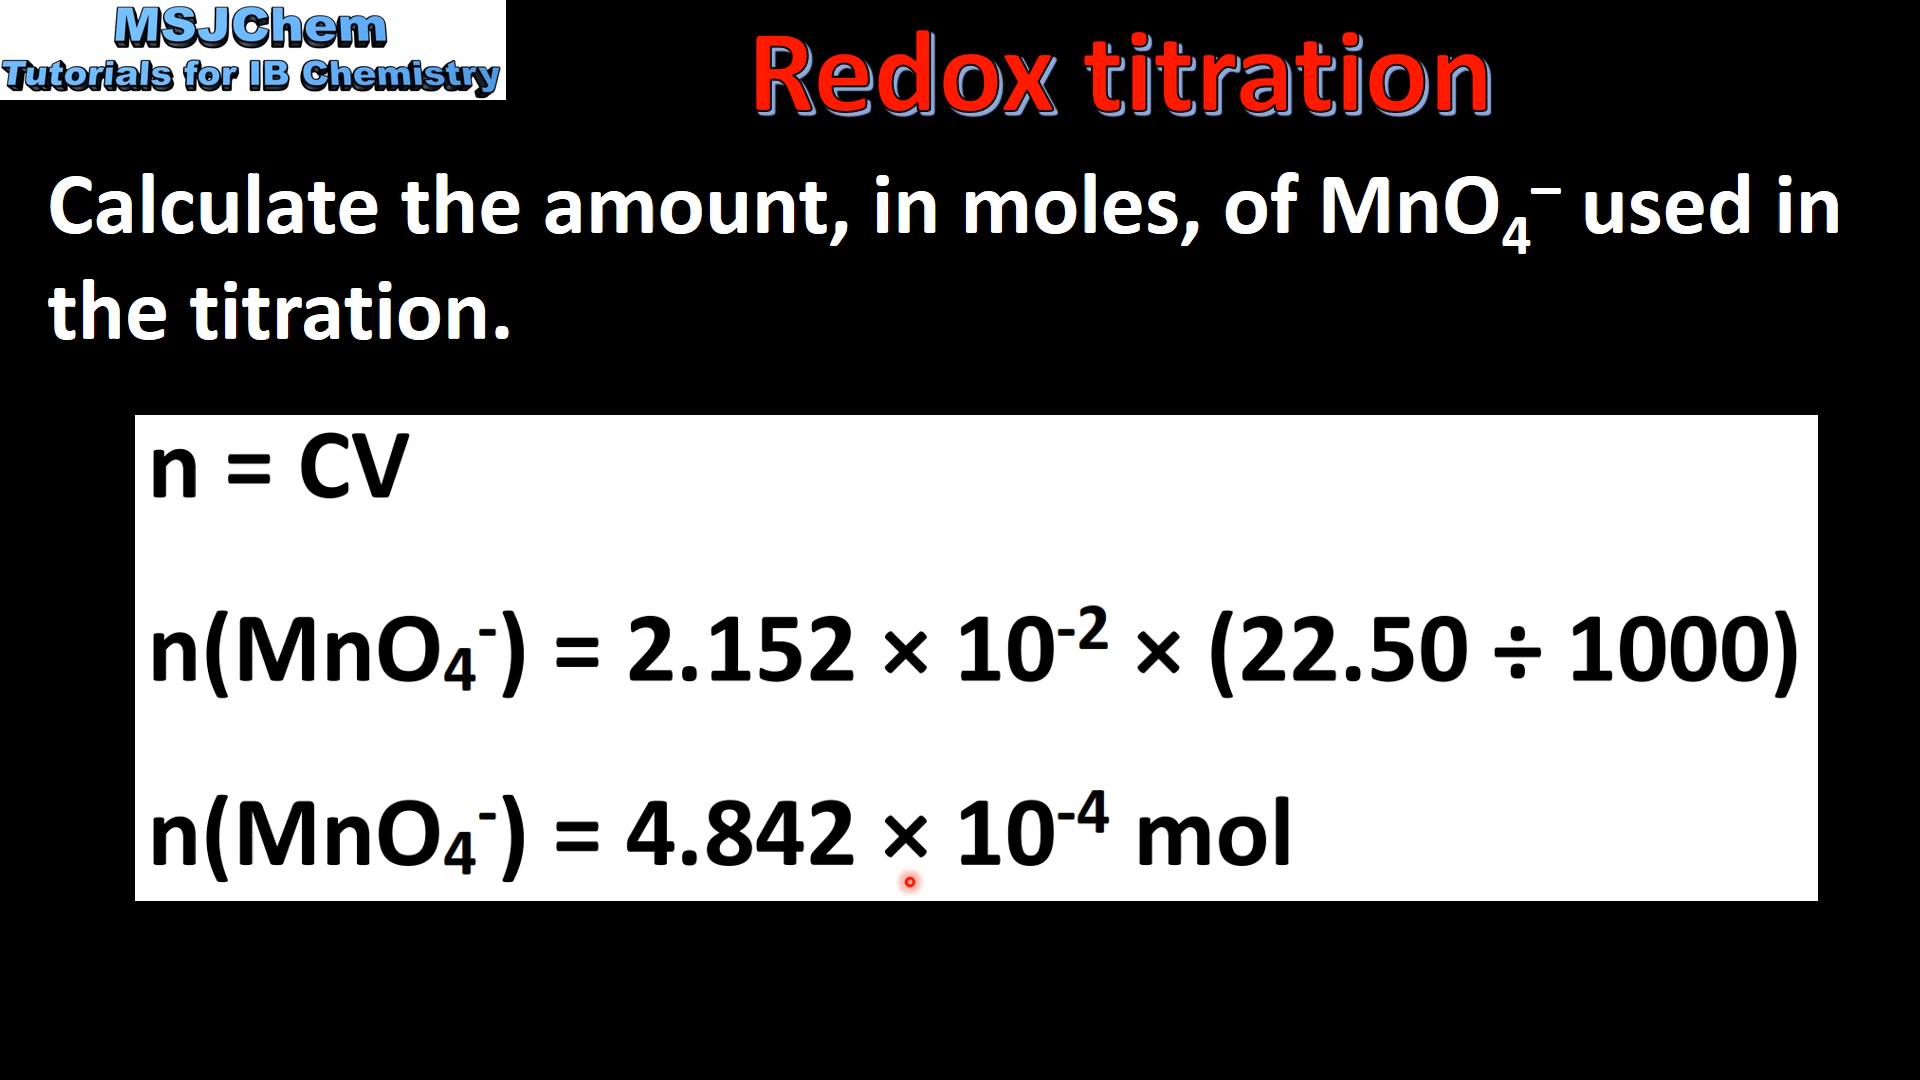 MSJChem
Tutorials for IB Chemistry
Redox titration
Calculate the amount, in moles, of MnO₄⁻ used in
the titration.
n = CV
n(MnO₄⁻) = 2.152 × 10⁻² × (22.50 ÷ 1000)
n(MnO₄⁻) = 4.842 × 10⁻⁴ mol